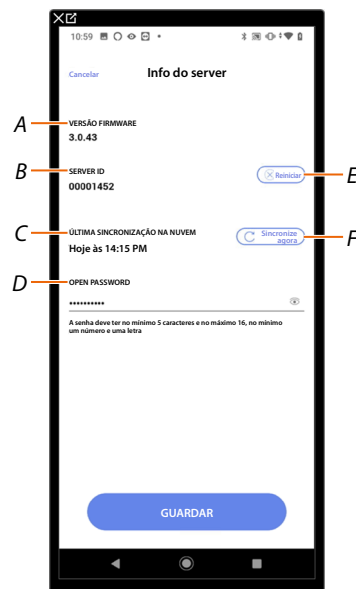 10:59
Cancelar Info do server
A VERSÃO FIRMWARE
3.0.43
B SERVER ID
00001452
Reiniciar E
C ÚLTIMA SINCRONIZAÇÃO NA NUVEM
Hoje às 14:15 PM
Sincronize
agora F
D OPEN PASSWORD
••••••••••
A senha deve ter no mínimo 5 caracteres e no máximo 16, no mínimo
um número e uma letra
GUARDAR